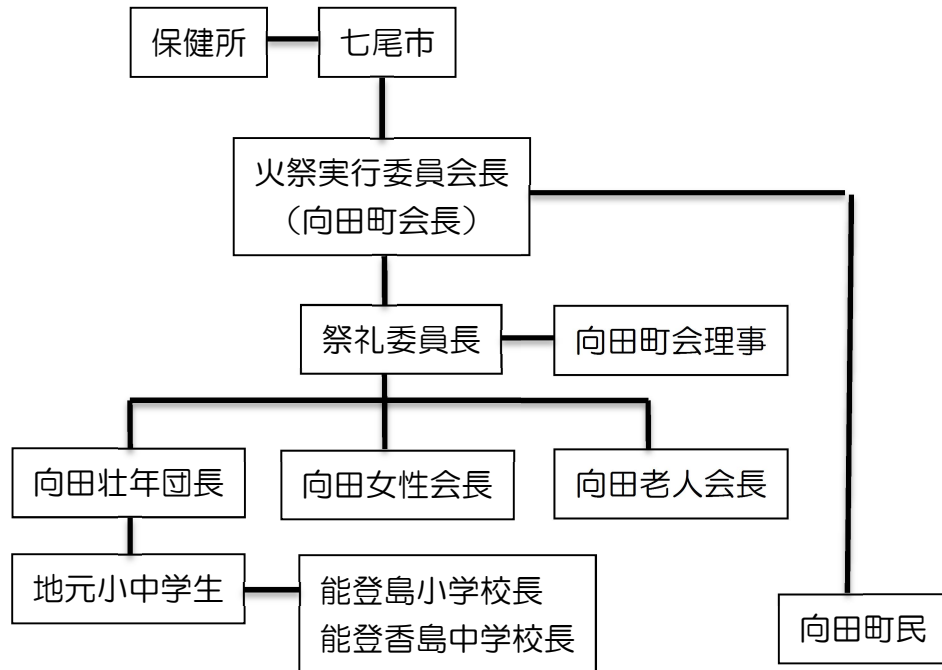 保健所
七尾市
火祭実行委員会長
（向田町会長）
祭礼委員長
向田町会理事
向田壮年団長
向田女性会長
向田老人会長
地元小中学生
能登島小学校長
能登香島中学校長
向田町民